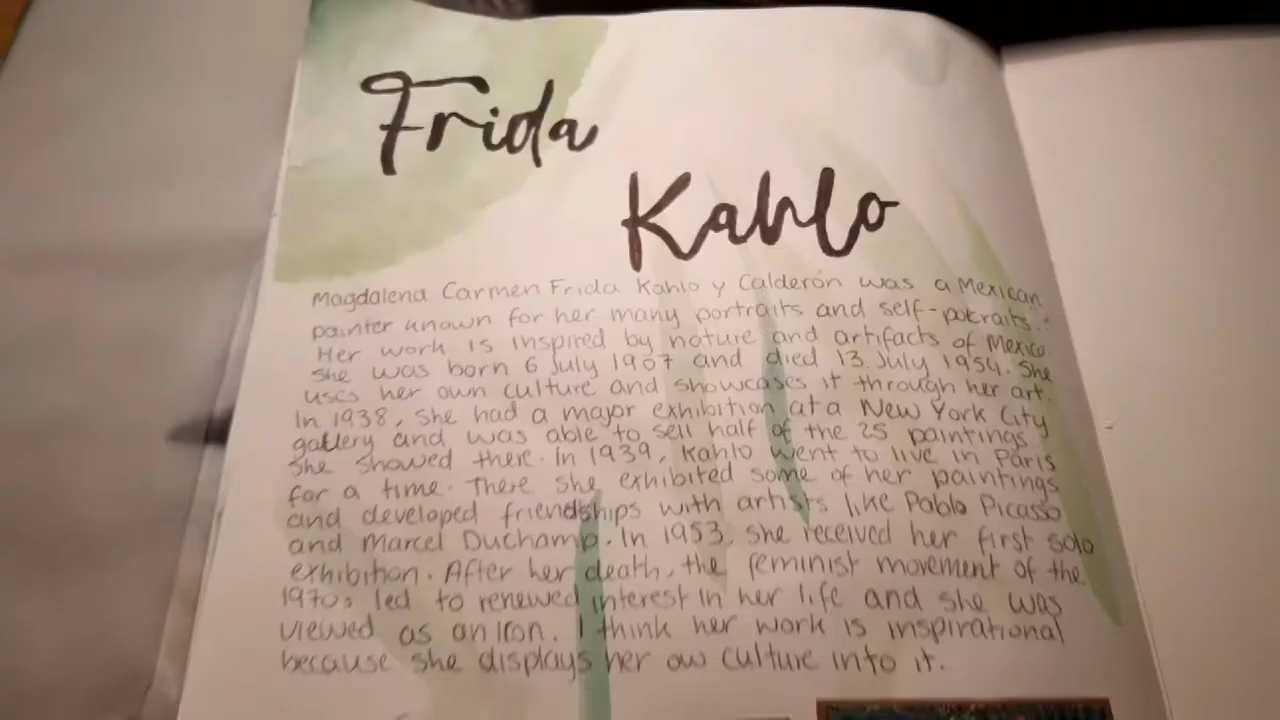 Frida
Kahlo
Magdalena Carmen Frida Kahlo y Calderón was a Mexican
painter known for her many portraits and self-potraits.
Her work is inspired by nature and artifacts of Mexico.
She was born 6 July 1907 and died 13 July 1954. She
uses her own culture and showcases it through her art.
In 1938, She had a major exhibition at a New York City
gallery and was able to sell half of the 25 paintings
She showed there. In 1939, Kahlo went to live in Paris
for a time. There she exhibited some of her paintings
and developed friendships with artists like Pablo Picasso
and Marcel Duchamp. In 1953, she received her first solo
exhibition. After her death, the feminist movement of the
1970s led to renewed interest in her life and she was
viewed as an Iron. I think her work is inspirational
because she displays her ow culture into it.